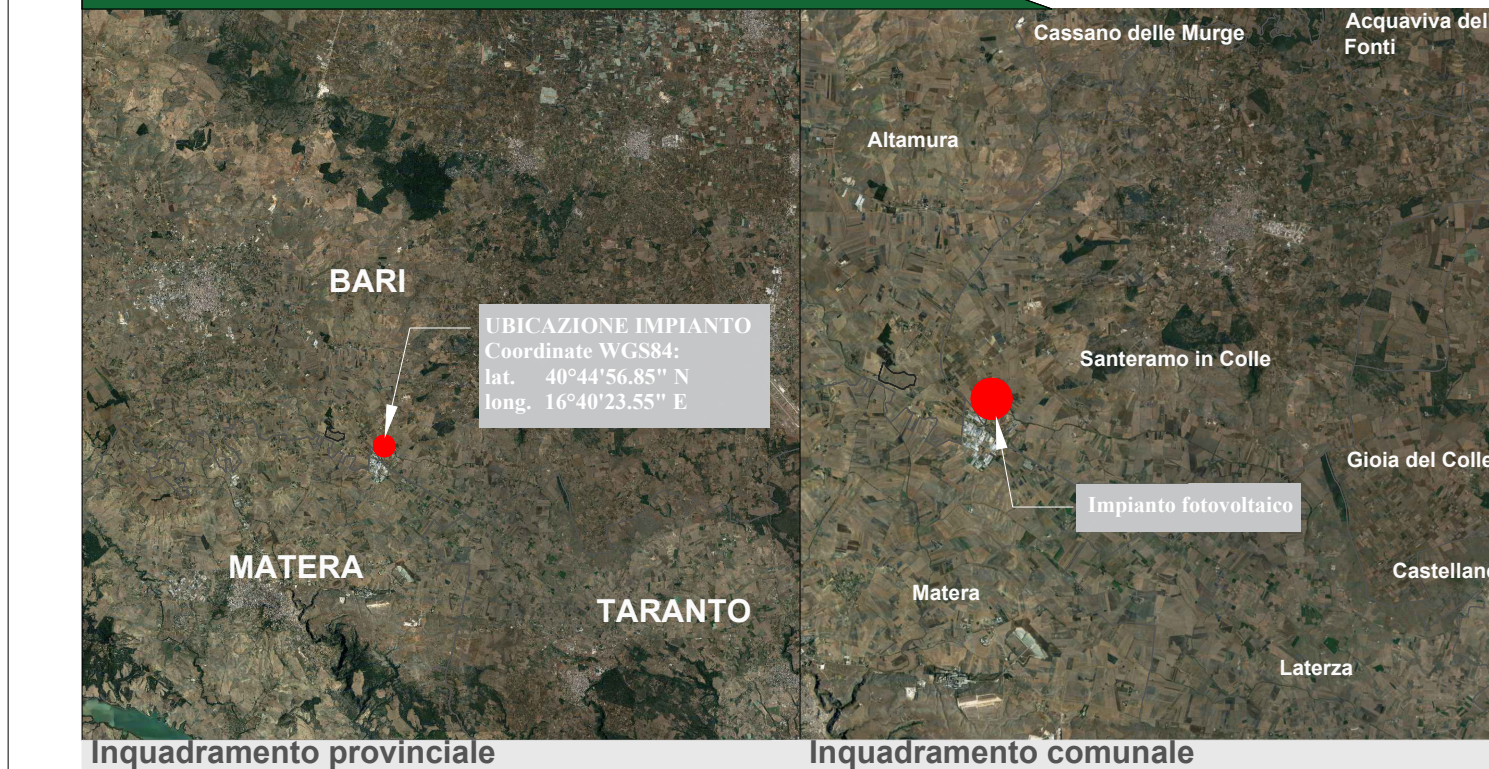 BARI
UBICAZIONE IMPIANTO
Coordinate WGS84:
lat. 40°44'56.85" N
long. 16°40'23.55" E
MATERA
TARANTO
Inquadramento provinciale
Cassano delle Murge
Acquaviva del
Fonti
Altamura
Santeramo in Colle
Gioia del Colle
Impianto fotovoltaico
Castellan
Matera
Laterza
Inquadramento comunale